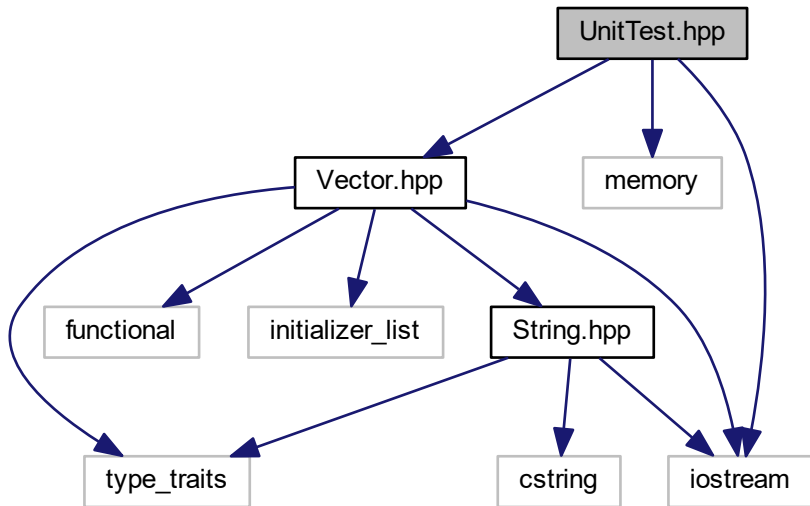 UnitTest.hpp
Vector.hpp
memory
functional
initializer_list
String.hpp
type_traits
cstring
iostream